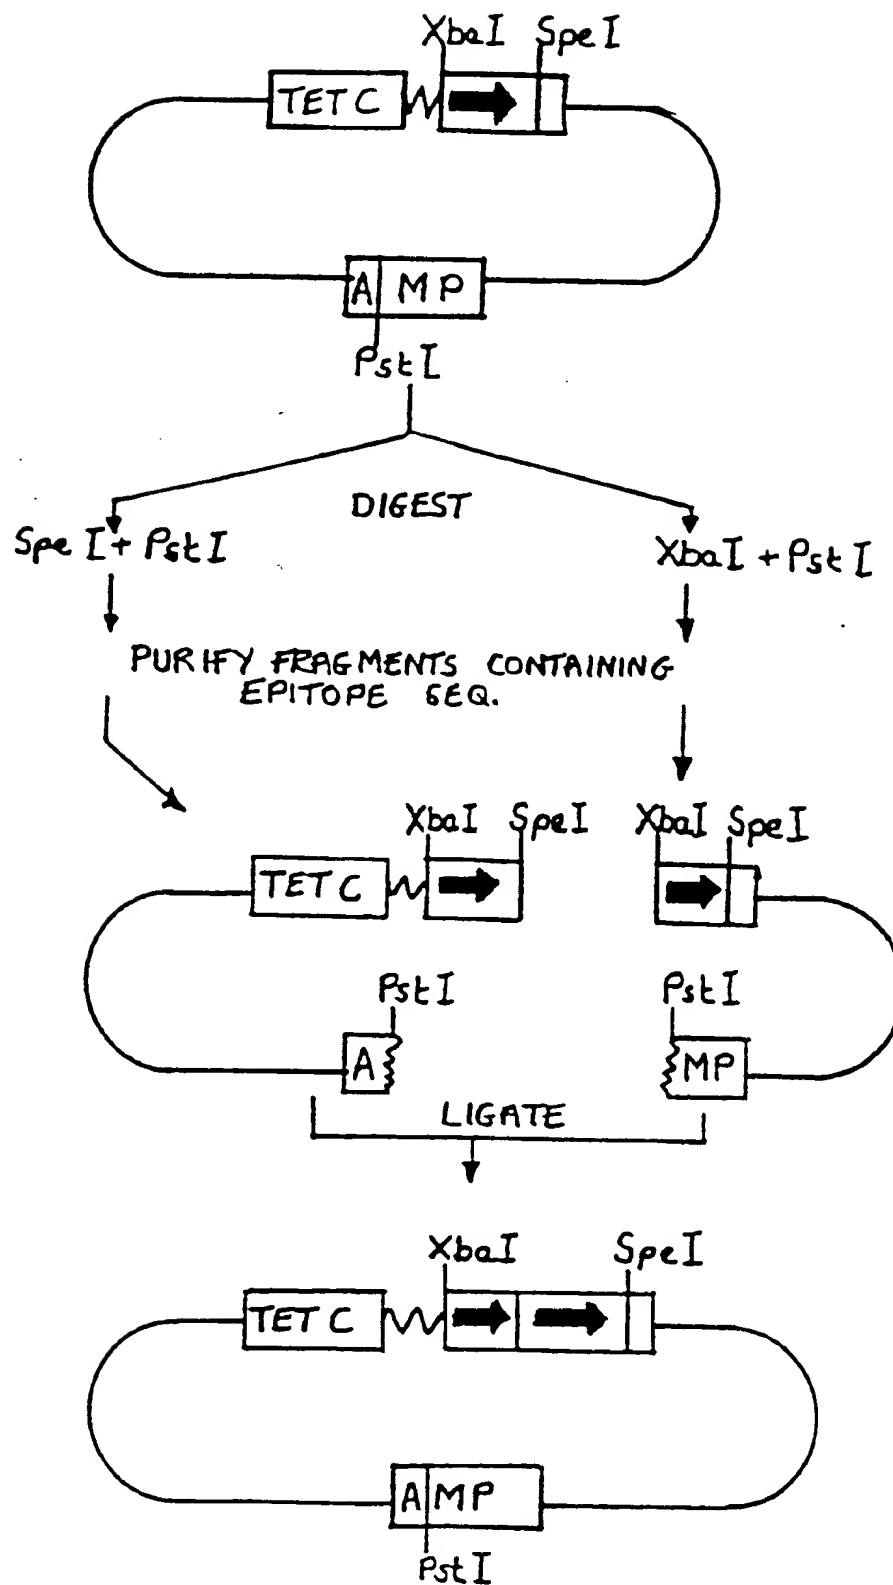 XbaI SpeI
TET C
A MP
PstI
DIGEST
SpeI + PstI
XbaI + PstI
PURIFY FRAGMENTS CONTAINING
EPITOPE SEQ.
XbaI SpeI XbaI SpeI
TET C
PstI PstI
A MP
LIGATE
XbaI SpeI
TET C
A MP
PstI